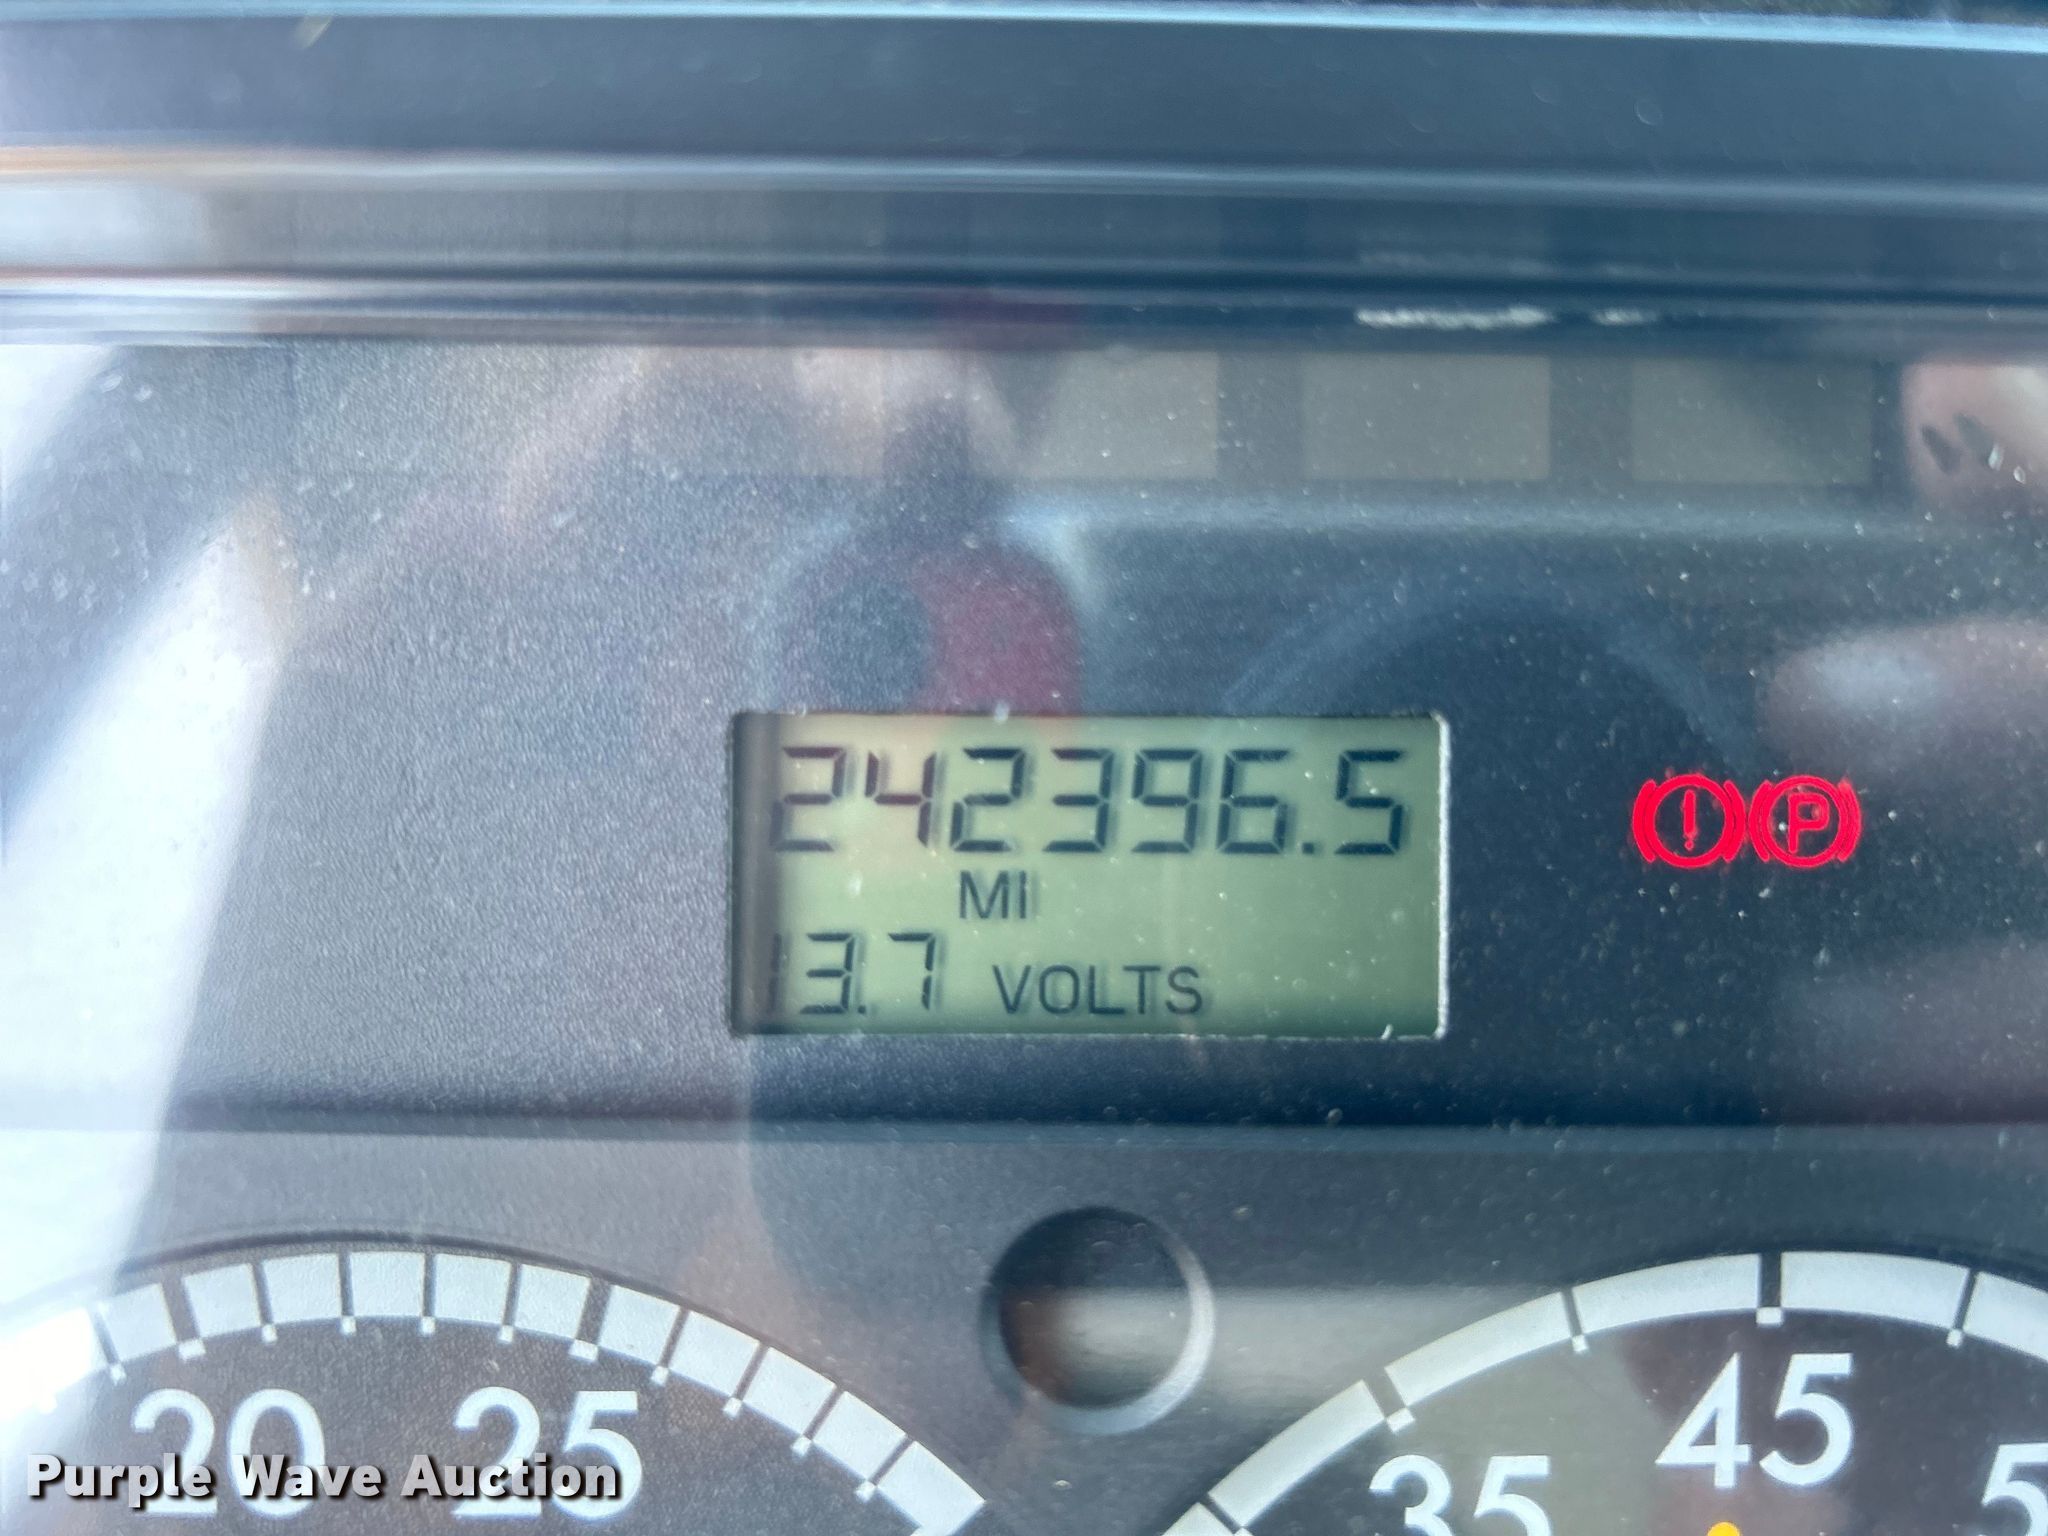 242396.5
MI
13.7 VOLTS
P
20 25
35 45
Purple Wave Auction